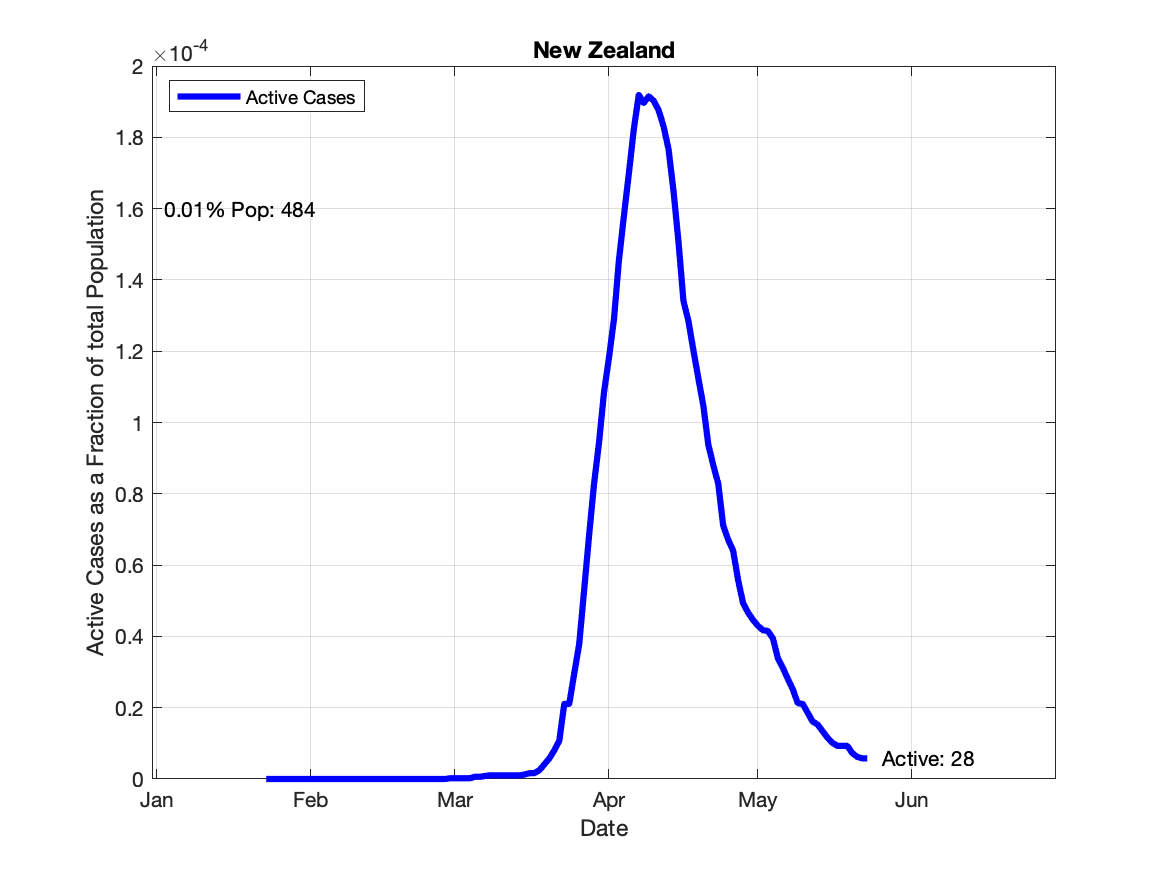 New Zealand
×10-4
2
1.8
1.6
1.4
1.2
1
0.8
0.6
0.4
0.2
0
Active Cases
0.01% Pop: 484
Active: 28
Active Cases as a Fraction of total Population
Jan Feb Mar Apr May Jun
Date